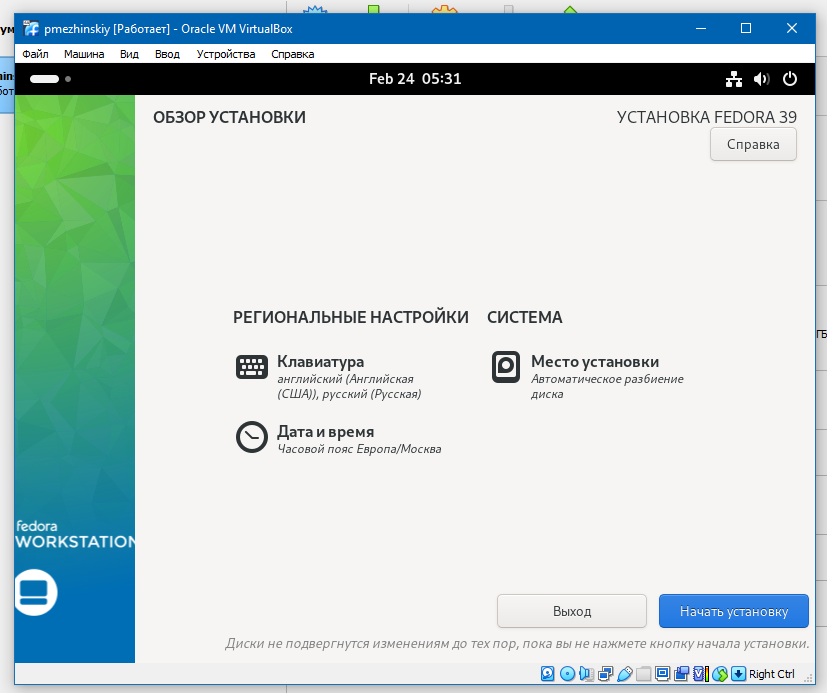 pmezhinskiy [Работает] - Oracle VM VirtualBox
Файл Машина Вид Ввод Устройства Справка
Feb 24 05:31
ОБЗОР УСТАНОВКИ
УСТАНОВКА FEDORA 39
Справка
РЕГИОНАЛЬНЫЕ НАСТРОЙКИ
Клавиатура
английский (Английская
(США)), русский (Русская)
Дата и время
Часовой пояс Европа/Москва
СИСТЕМА
Место установки
Автоматическое разбиение
диска
fedora
WORKSTATION
Выход
Начать установку
Диски не подвергнутся изменениям до тех пор, пока вы не нажмете кнопку начала установки.
Right Ctrl
ГБ